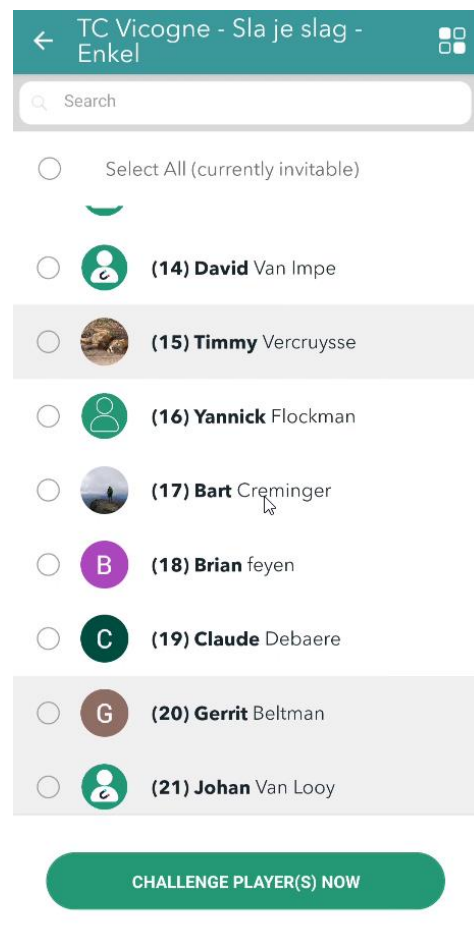 TC Vicogne - Sla je slag -
Enkel
Search
Select All (currently invitable)
(14) David Van Impe
(15) Timmy Vercruysse
(16) Yannick Flockman
(17) Bart Creminger
B
(18) Brian feyen
C
(19) Claude Debaere
G
(20) Gerrit Beltman
(21) Johan Van Looy
CHALLENGE PLAYER(S) NOW